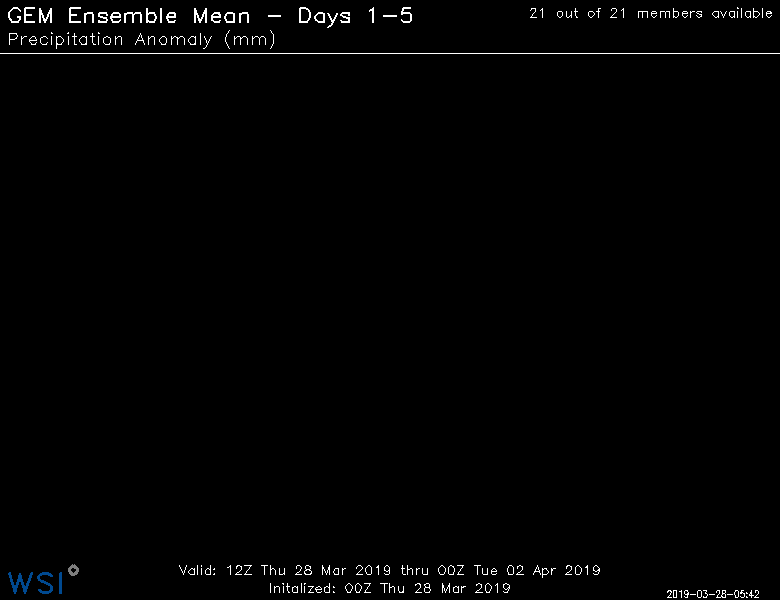 GEM Ensemble Mean - Days 1-5
21 out of 21 members available
Precipitation Anomaly (mm)
Valid: 12Z Thu 28 Mar 2019 thru 00Z Tue 02 Apr 2019
Initalized: 00Z Thu 28 Mar 2019
WSI
2019-03-28-05:42